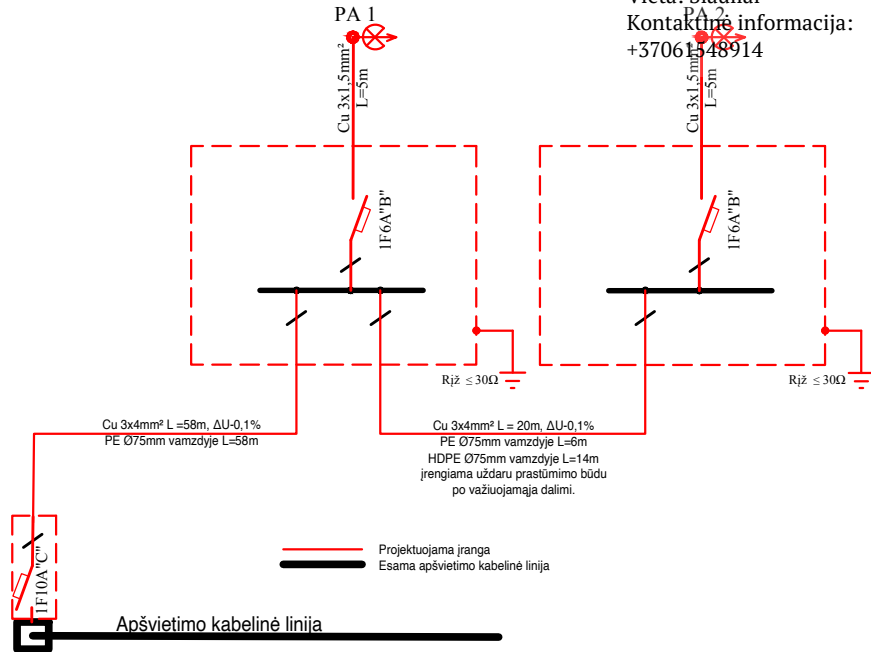 PA 1
Vieta: Šiauliai
PA 2
Kontaktinė informacija:
+37061548914
Cu 3x1,5mm²
L=5m
Cu 3x1,5mm²
L=5m
1F6A"B"
1F6A"B"
Rįž ≤30Ω
Rįž ≤30Ω
Cu 3x4mm² L =58m, ΔU-0,1%
PE Ø75mm vamzdyje L=58m
Cu 3x4mm² L = 20m, ΔU-0,1%
PE Ø75mm vamzdyje L=6m
HDPE Ø75mm vamzdyje L=14m
įrengiama uždaru prastūmimo būdu
po važiuojamąja dalimi.
1F10A"C"
Projektuojama įranga
Esama apšvietimo kabelinė linija
Apšvietimo kabelinė linija